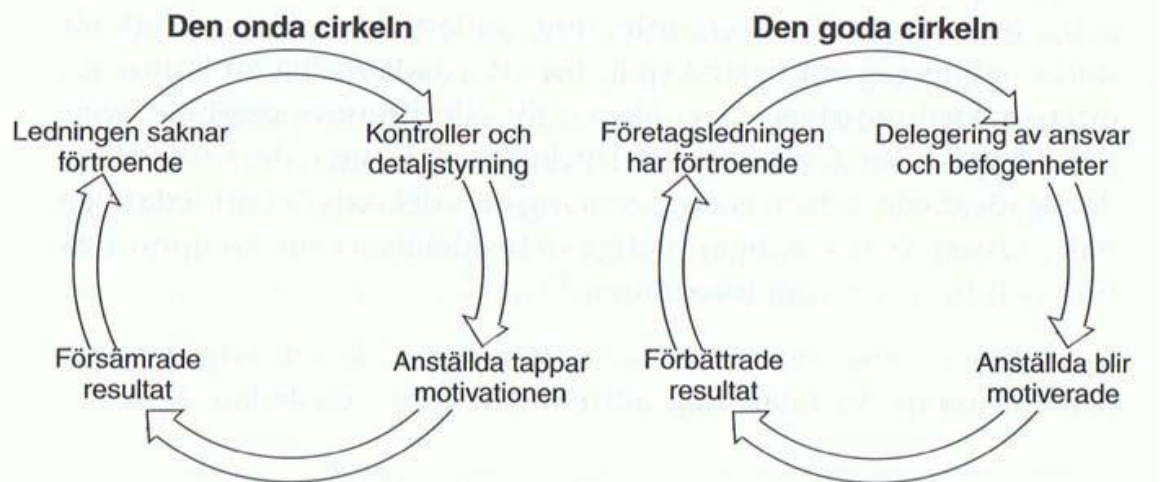 Den onda cirkeln
Ledningen saknar
förtroende
Kontroller och
detaljstyrning
Anställda tappar
motivationen
Försämrade
resultat
Den goda cirkeln
Företagsledningen
har förtroende
Delegering av ansvar
och befogenheter
Anställda blir
motiverade
Förbättrade
resultat